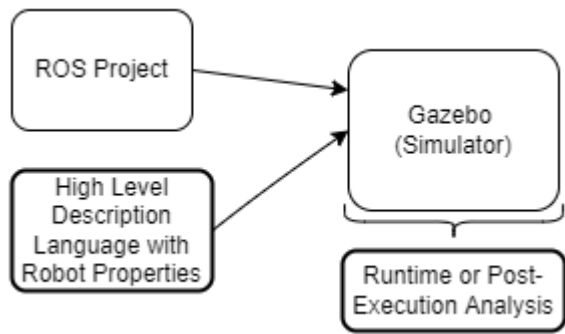 ROS Project
Gazebo
(Simulator)
High Level
Description
Language with
Robot Properties
Runtime or Post-
Execution Analysis